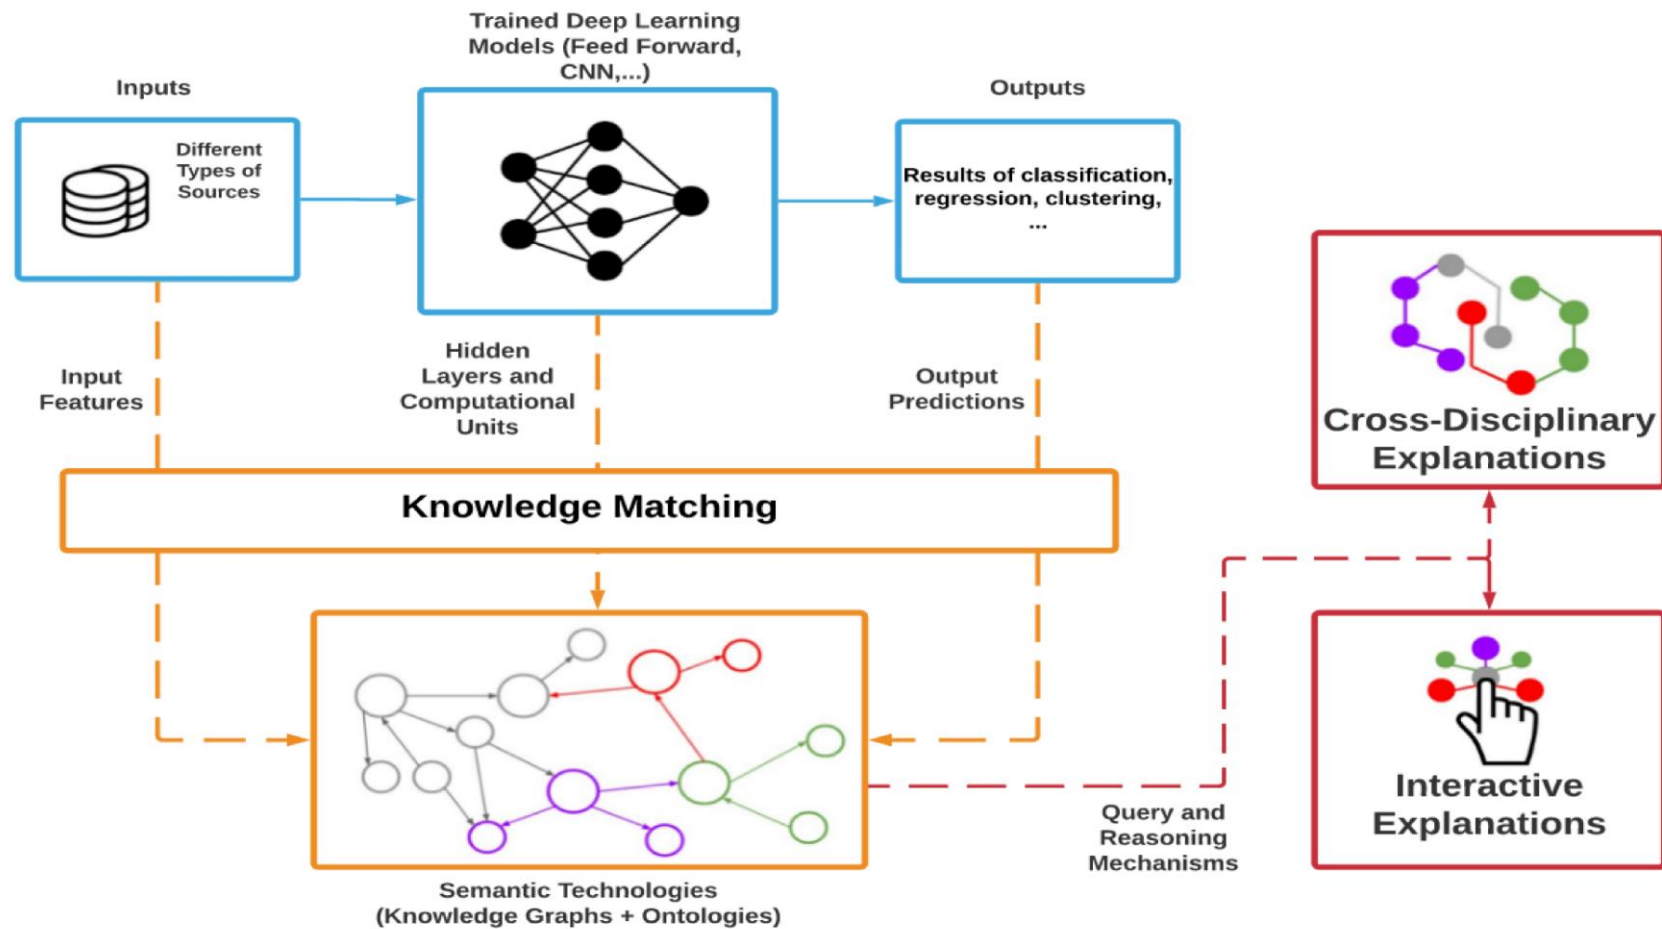 Trained Deep Learning
Models (Feed Forward,
CNN,...)
Inputs
Outputs
Different
Types of
Sources
Results of classification,
regression, clustering,
...
Input
Features
Hidden
Layers and
Computational
Units
Output
Predictions
Cross-Disciplinary
Explanations
Knowledge Matching
Interactive
Explanations
Query and
Reasoning
Mechanisms
Semantic Technologies
(Knowledge Graphs + Ontologies)